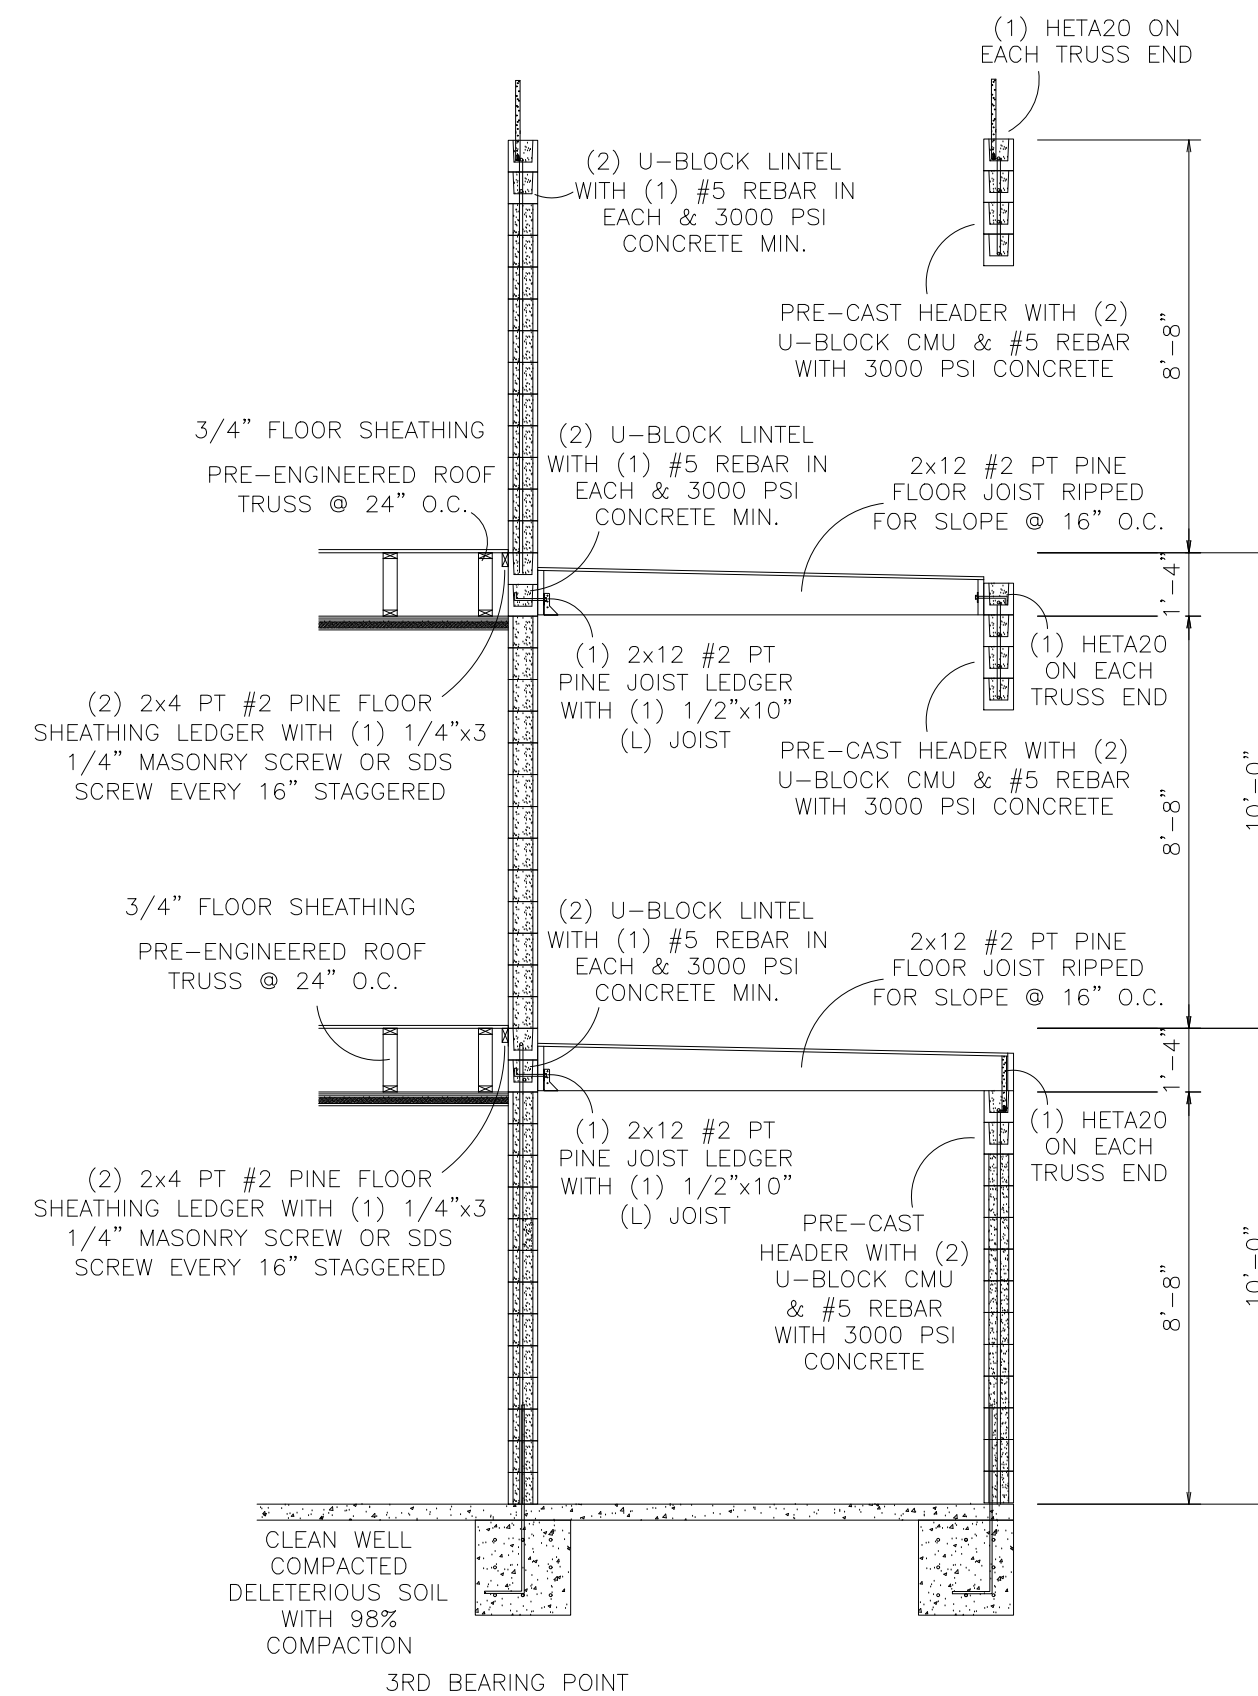 (1) HETA20 ON
EACH TRUSS END
(2) U-BLOCK LINTEL
WITH (1) #5 REBAR IN
EACH & 3000 PSI
CONCRETE MIN.
PRE-CAST HEADER WITH (2)
U-BLOCK CMU & #5 REBAR
WITH 3000 PSI CONCRETE
8'-8"
3/4" FLOOR SHEATHING
PRE-ENGINEERED ROOF
TRUSS @ 24" O.C.
(2) U-BLOCK LINTEL
WITH (1) #5 REBAR IN
EACH & 3000 PSI
CONCRETE MIN.
2x12 #2 PT PINE
FLOOR JOIST RIPPED
FOR SLOPE @ 16" O.C.
1'-4"
(2) 2x4 PT #2 PINE FLOOR
SHEATHING LEDGER WITH (1) 1/4"x3
1/4" MASONRY SCREW OR SDS
SCREW EVERY 16" STAGGERED
(1) 2x12 #2 PT
PINE JOIST LEDGER
WITH (1) 1/2"x10"
(L) JOIST
(1) HETA20
ON EACH
TRUSS END
PRE-CAST HEADER WITH (2)
U-BLOCK CMU & #5 REBAR
WITH 3000 PSI CONCRETE
8'-8"
10'-0"
3/4" FLOOR SHEATHING
PRE-ENGINEERED ROOF
TRUSS @ 24" O.C.
(2) U-BLOCK LINTEL
WITH (1) #5 REBAR IN
EACH & 3000 PSI
CONCRETE MIN.
2x12 #2 PT PINE
FLOOR JOIST RIPPED
FOR SLOPE @ 16" O.C.
1'-4"
(2) 2x4 PT #2 PINE FLOOR
SHEATHING LEDGER WITH (1) 1/4"x3
1/4" MASONRY SCREW OR SDS
SCREW EVERY 16" STAGGERED
(1) 2x12 #2 PT
PINE JOIST LEDGER
WITH (1) 1/2"x10"
(L) JOIST
(1) HETA20
ON EACH
TRUSS END
PRE-CAST
HEADER WITH (2)
U-BLOCK CMU
& #5 REBAR
WITH 3000 PSI
CONCRETE
8'-8"
10'-0"
CLEAN WELL
COMPACTED
DELETERIOUS SOIL
WITH 98%
COMPACTION
3RD BEARING POINT